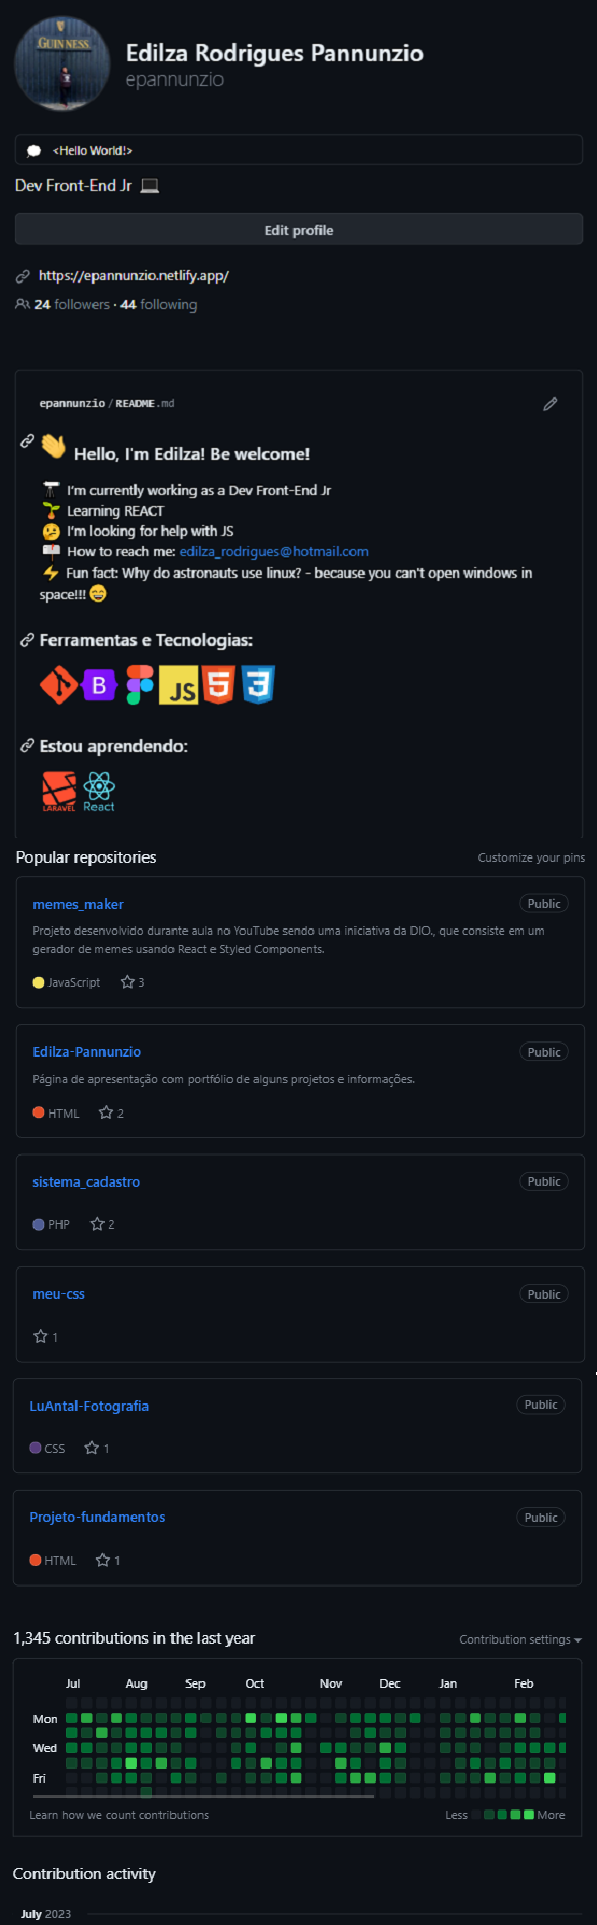 GUINNESS
Edilza Rodrigues Pannunzio
epannunzio
<Hello World!>
Dev Front-End Jr
Edit profile
https://epannunzio.netlify.app/
24 followers · 44 following
epannunzio / README.md
Hello, I'm Edilza! Be welcome!
I'm currently working as a Dev Front-End Jr
Learning REACT
I'm looking for help with JS
How to reach me: edilza_rodrigues@hotmail.com
Fun fact: Why do astronauts use linux? - because you can't open windows in
space!!!
Ferramentas e Tecnologias:
B JS 5 3
Estou aprendendo:
LARAVEL React
Popular repositories Customize your pins
memes_maker Public
Projeto desenvolvido durante aula no YouTube sendo uma iniciativa da DIO., que consiste em um
gerador de memes usando React e Styled Components.
JavaScript 3
Edilza-Pannunzio Public
Página de apresentação com portfólio de alguns projetos e informações.
HTML 2
sistema_cadastro Public
PHP 2
meu-css Public
1
LuAntal-Fotografia Public
CSS 1
Projeto-fundamentos Public
HTML 1
1,345 contributions in the last year Contribution settings
Jul Aug Sep Oct Nov Dec Jan Feb
Mon
Wed
Fri
Learn how we count contributions Less More
Contribution activity
July 2023